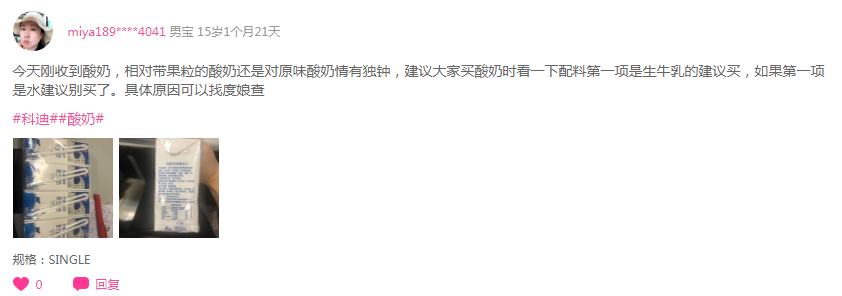 miya189****4041 男宝 15岁1个月21天
今天刚收到酸奶，相对带果粒的酸奶还是对原味酸奶情有独钟，建议大家买酸奶时看一下配料第一项是生牛乳的建议买，如果第一项
是水建议别买了。具体原因可以找度娘查
#科迪##酸奶#
规格：SINGLE
0 回复